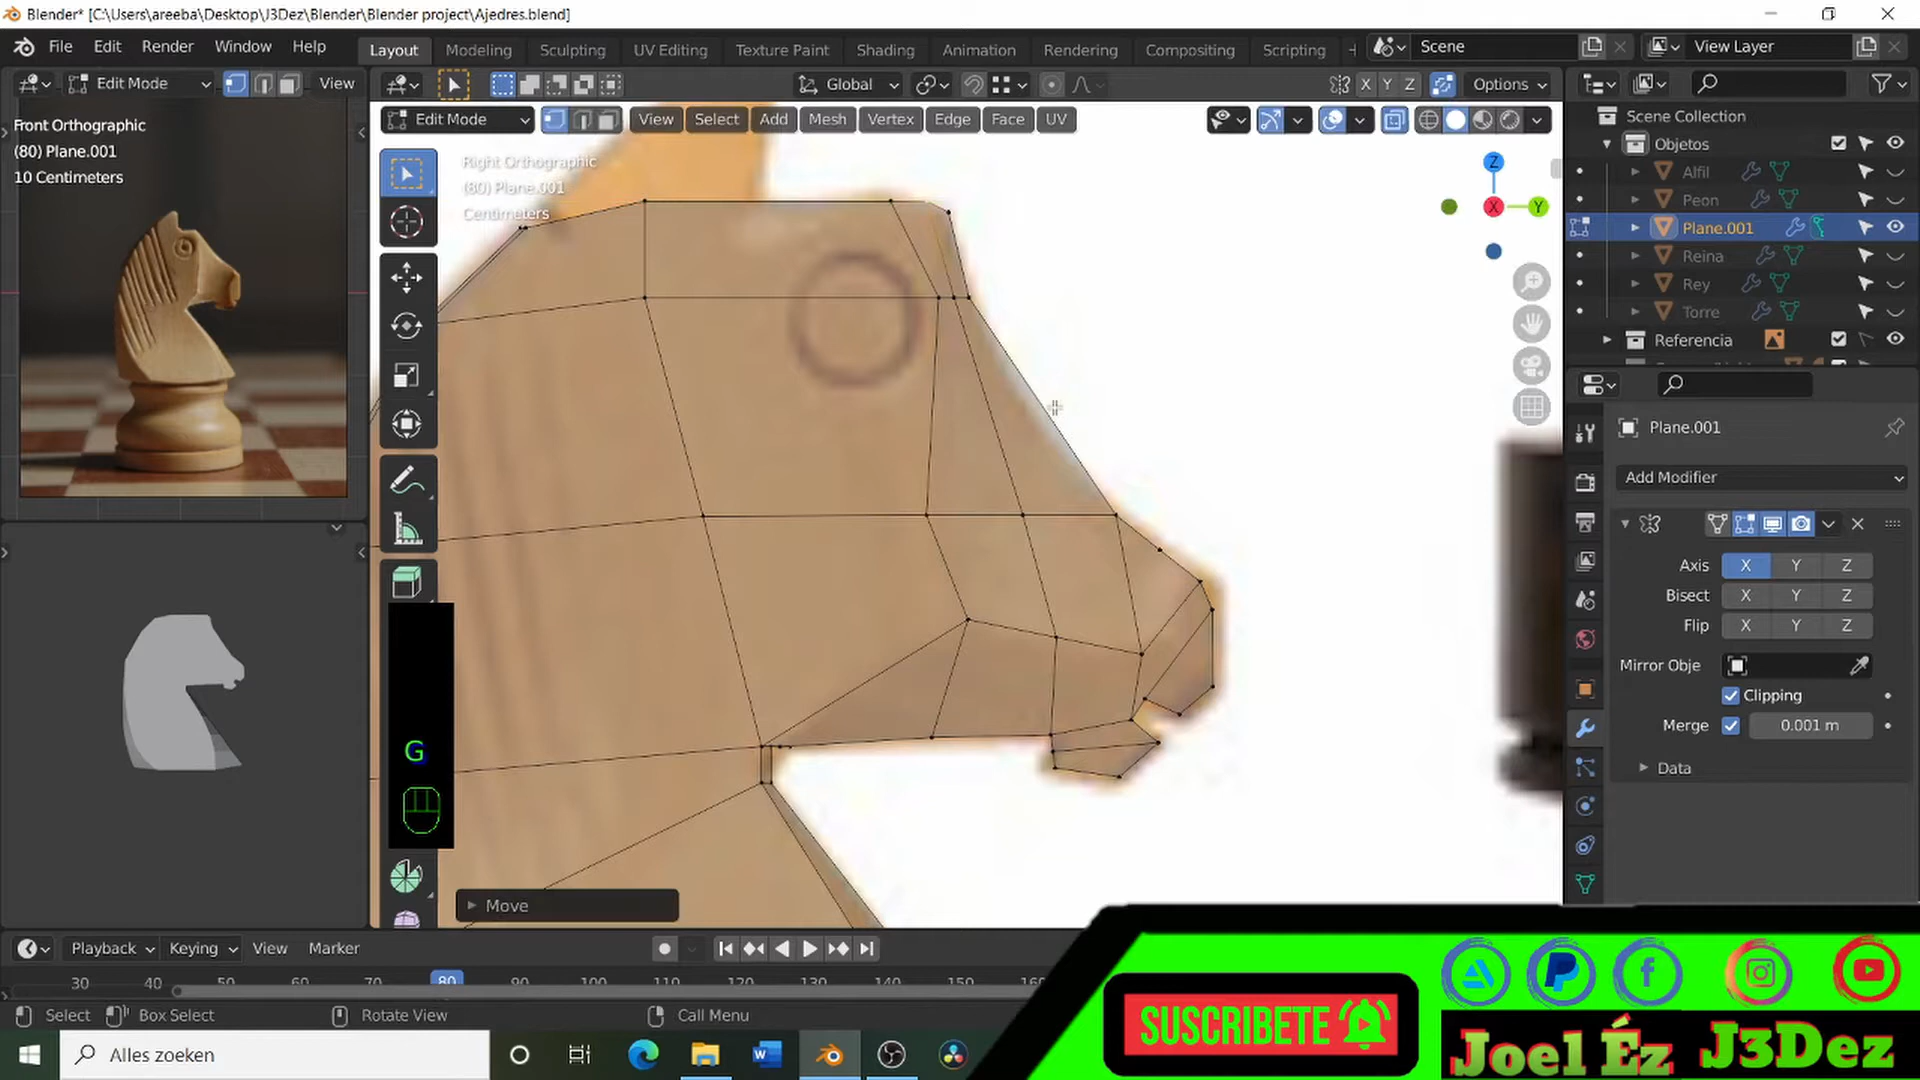 Blender* [C:\Users\areeba\Desktop\J3Dez\Blender\Blender project\Ajedres.blend]
File Edit Render Window Help
Layout Modeling Sculpting UV Editing Texture Paint Shading Animation Rendering Compositing Scripting
Scene
View Layer
Edit Mode View
Global
X Y Z
Options
Edit Mode View Select Add Mesh Vertex Edge Face UV
Front Orthographic
(80) Plane.001
10 Centimeters
Right Orthographic
(80) Plane.001
Centimeters
Z
X
Y
Scene Collection
Objetos
Alfil
Peon
Plane.001
Reina
Rey
Torre
Referencia
Plane.001
Add Modifier
Axis X Y Z
Bisect X Y Z
Flip X Y Z
Mirror Obje
Clipping
Merge 0.001 m
Data
G
Move
Playback Keying View Marker
30 40 50 60 70 80 90 100 110 120 130 140 150 160
Select Box Select Rotate View Call Menu
Alles zoeken
SUSCRIBETE
Joel Éz J3Dez